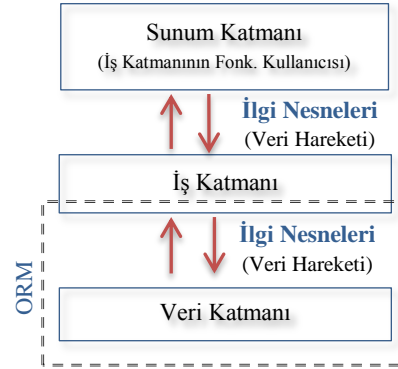 Sunum Katmanı
(İş Katmanının Fonk. Kullanıcısı)
İlgi Nesneleri
(Veri Hareketi)
İş Katmanı
İlgi Nesneleri
(Veri Hareketi)
ORM
Veri Katmanı